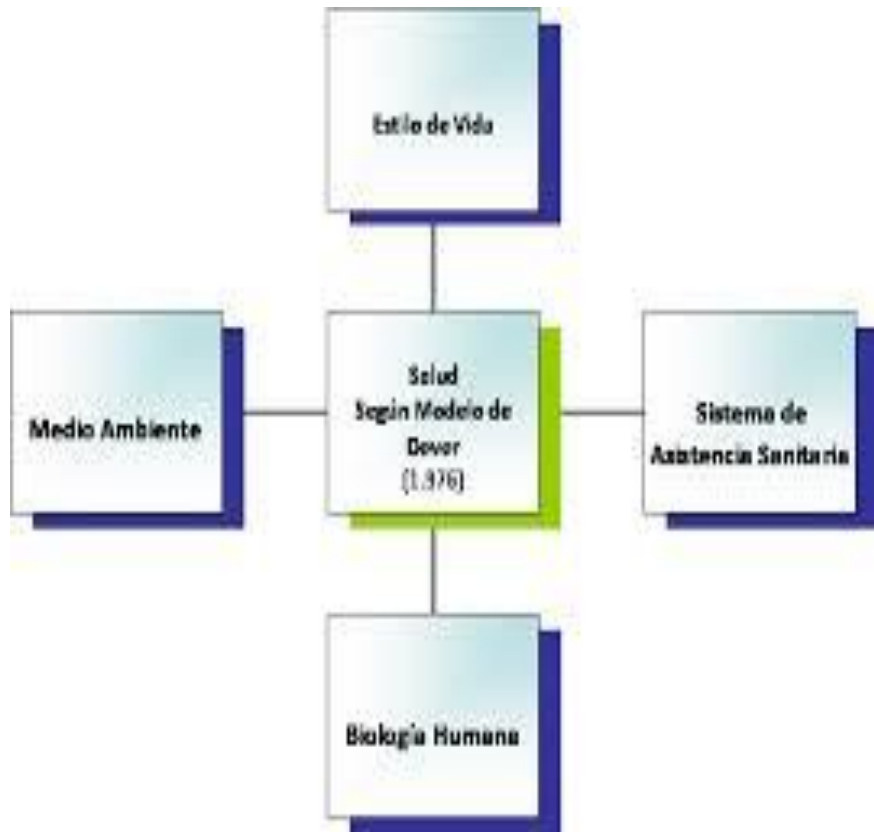 Estilo de Vida
Medio Ambiente
Salud
Según Modelo de
Dever
(1.976)
Sistema de
Asistencia Sanitaria
Biología Humana